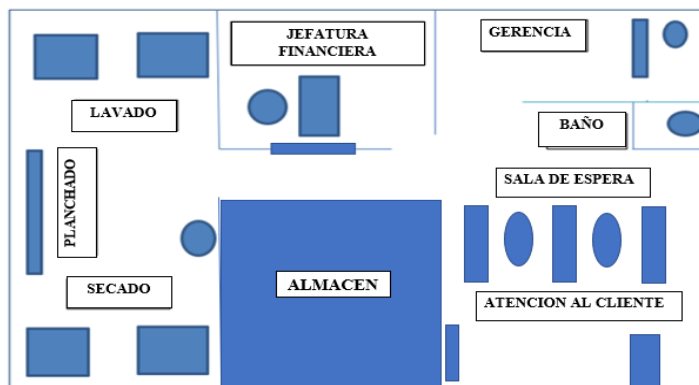 JEFATURA
FINANCIERA
GERENCIA
LAVADO
BAÑO
PLANCHADO
SALA DE ESPERA
SECADO
ALMACEN
ATENCION AL CLIENTE